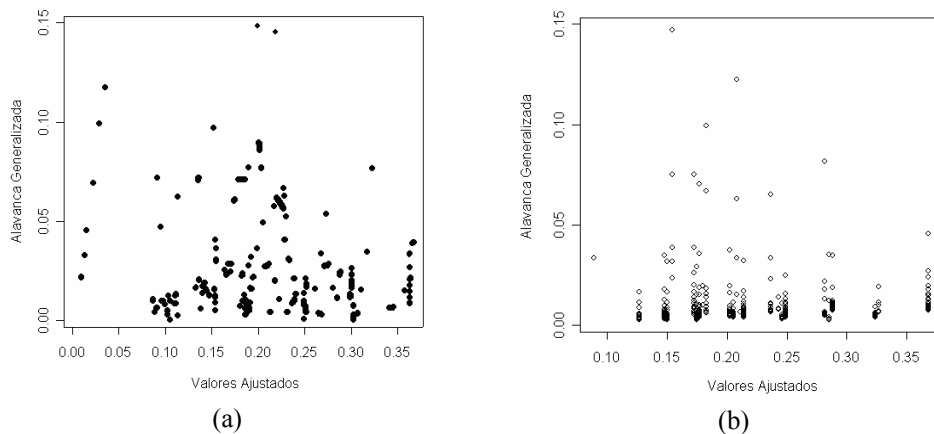 0.15
0.10
0.05
0.00
Alavanca Generalizada
0.00 0.05 0.10 0.15 0.20 0.25 0.30 0.35
Valores Ajustados
(a)
0.15
0.10
0.05
0.00
Alavanca Generalizada
0.10 0.15 0.20 0.25 0.30 0.35
Valores Ajustados
(b)